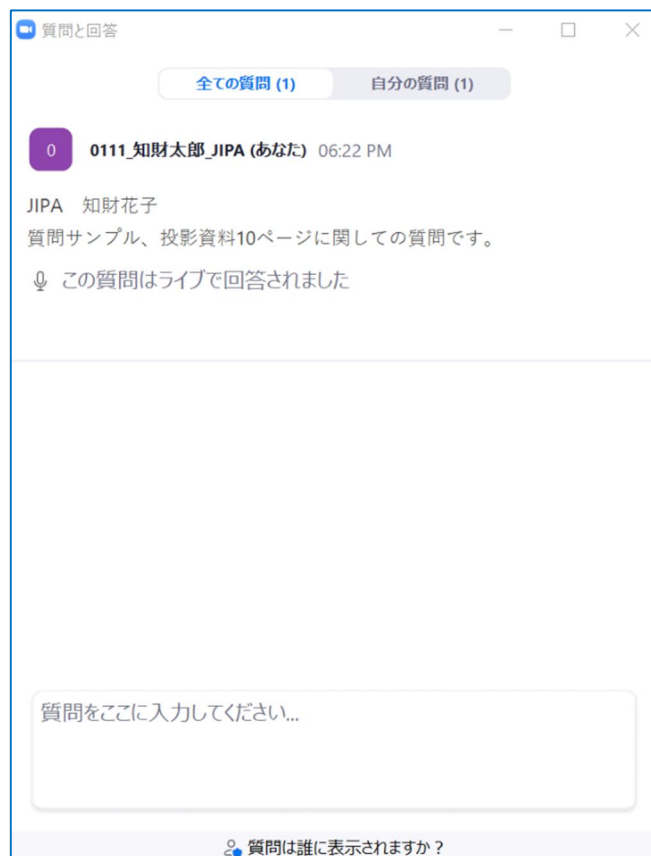 質問と回答
全ての質問 (1)
自分の質問 (1)
0
0111_知財太郎_JIPA (あなた) 06:22 PM
JIPA　知財花子
質問サンプル、投影資料10ページに関しての質問です。
この質問はライブで回答されました
質問をここに入力してください...
質問は誰に表示されますか？